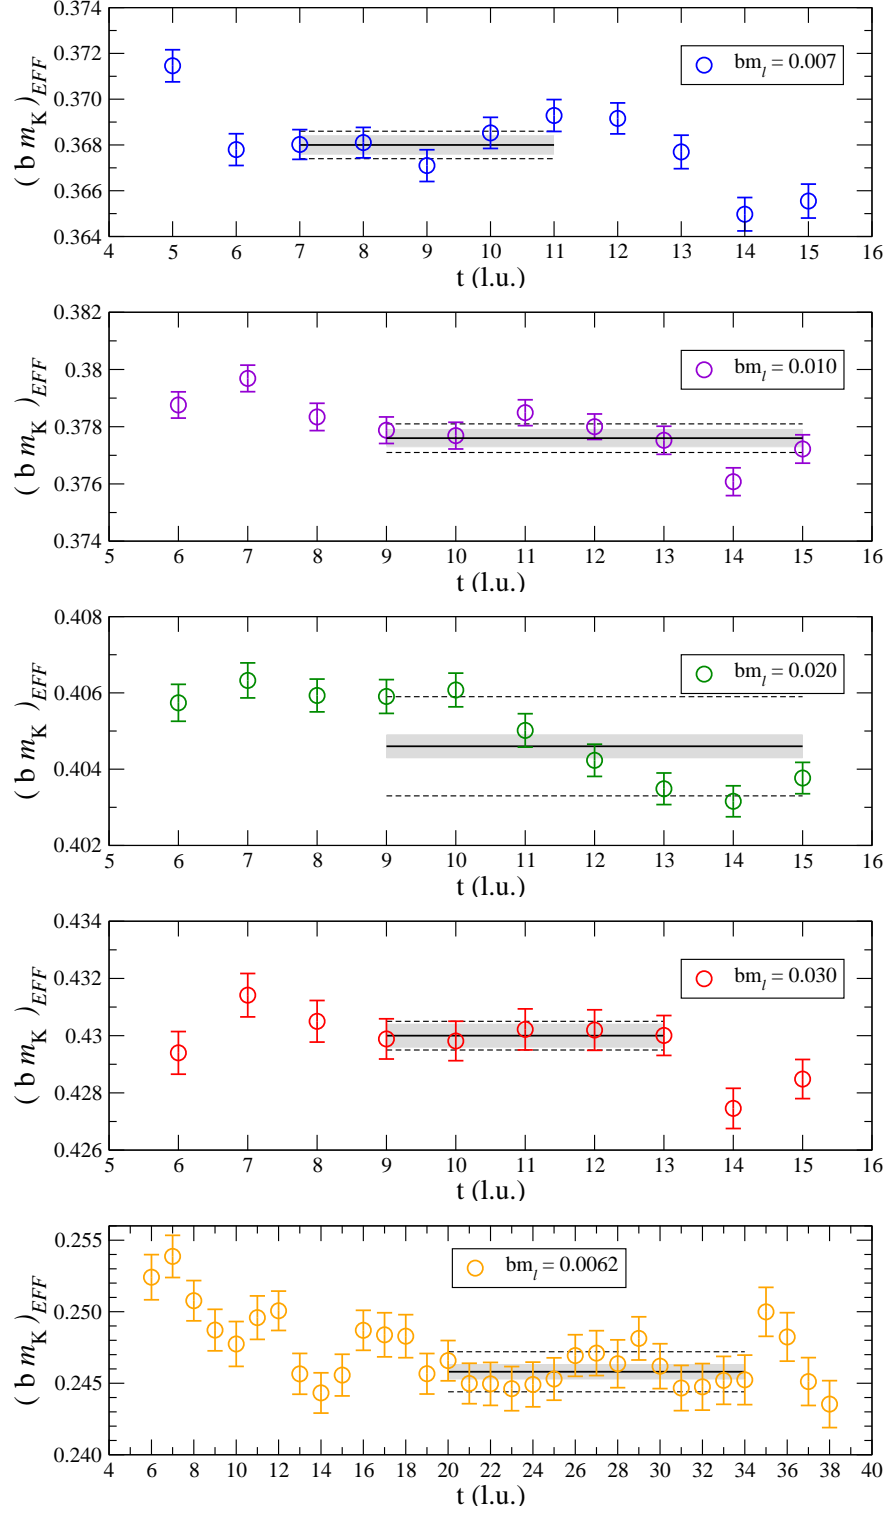 0.372
0.370
0.368
0.366
0.364
( b m_K )_EFF
bm_l = 0.007
4 5 6 7 8 9 10 11 12 13 14 15 16
t (l.u.)
0.382
0.38
0.378
0.376
0.374
( b m_K )_EFF
bm_l = 0.010
5 6 7 8 9 10 11 12 13 14 15 16
t (l.u.)
0.408
0.406
0.404
0.402
( b m_K )_EFF
bm_l = 0.020
5 6 7 8 9 10 11 12 13 14 15 16
t (l.u.)
0.434
0.432
0.43
0.428
0.426
( b m_K )_EFF
bm_l = 0.030
5 6 7 8 9 10 11 12 13 14 15 16
t (l.u.)
0.255
0.250
0.245
0.240
( b m_K )_EFF
bm_l = 0.0062
4 6 8 10 12 14 16 18 20 22 24 26 28 30 32 34 36 38 40
t (l.u.)